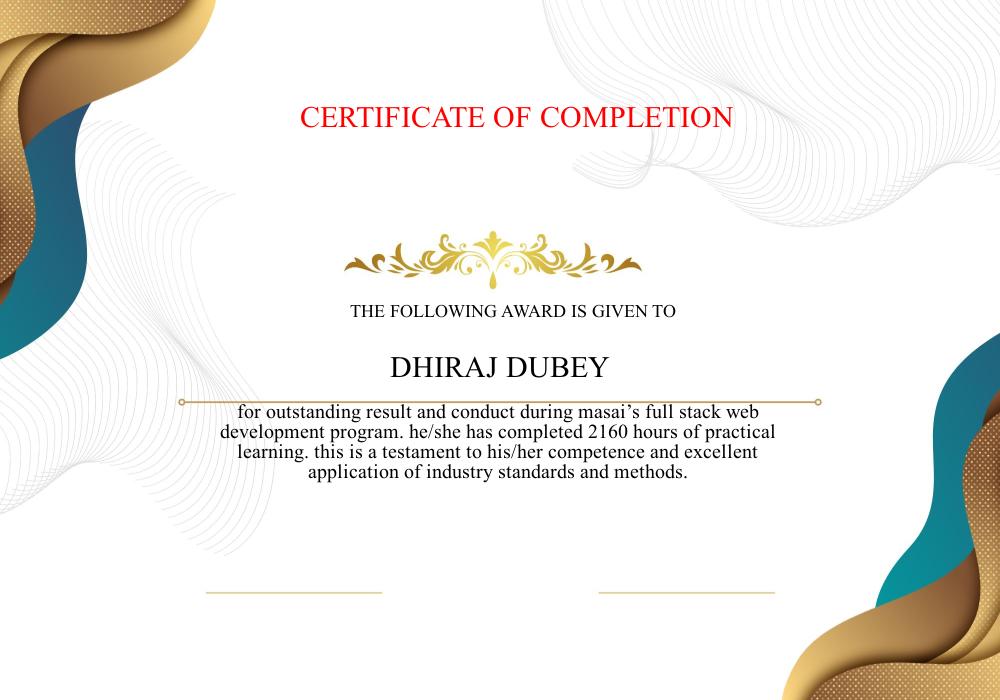 CERTIFICATE OF COMPLETION
THE FOLLOWING AWARD IS GIVEN TO
DHIRAJ DUBEY
for outstanding result and conduct during masai’s full stack web
development program. he/she has completed 2160 hours of practical
learning. this is a testament to his/her competence and excellent
application of industry standards and methods.